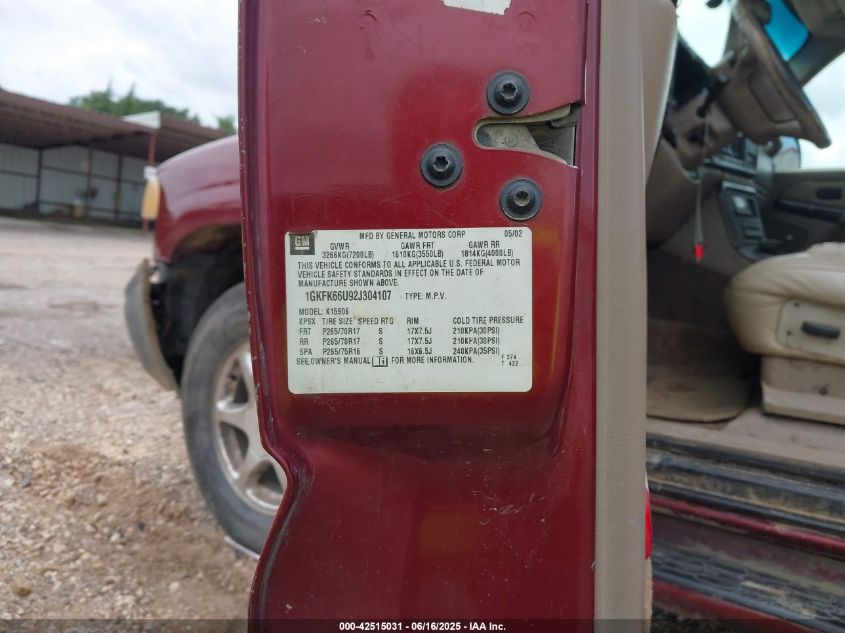 MFD BY GENERAL MOTORS CORP 05/02
GM GVWR GAWR FRT GAWR RR
3266KG(7200LB) 1610KG(3550LB) 1814KG(4000LB)
THIS VEHICLE CONFORMS TO ALL APPLICABLE U.S. FEDERAL MOTOR
VEHICLE SAFETY STANDARDS IN EFFECT ON THE DATE OF
MANUFACTURE SHOWN ABOVE.
1GKFK66U92J304107 TYPE: M.P.V.
MODEL: K15906
KPSX TIRE SIZE SPEED RTG RIM COLD TIRE PRESSURE
FRT P265/70R17 S 17X7.5J 210KPA(30PSI)
RR P265/70R17 S 17X7.5J 210KPA(30PSI)
SPA P265/75R16 S 16X6.5J 240KPA(35PSI)
SEE OWNER'S MANUAL FOR MORE INFORMATION.
F 274
T 422
000-42515031 - 06/16/2025 - IAA Inc.